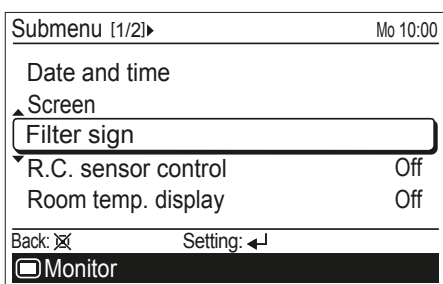 Submenu [1/2]▸ Mo 10:00
Date and time
Screen
Filter sign
R.C. sensor control Off
Room temp. display Off
Back: Setting:
Monitor